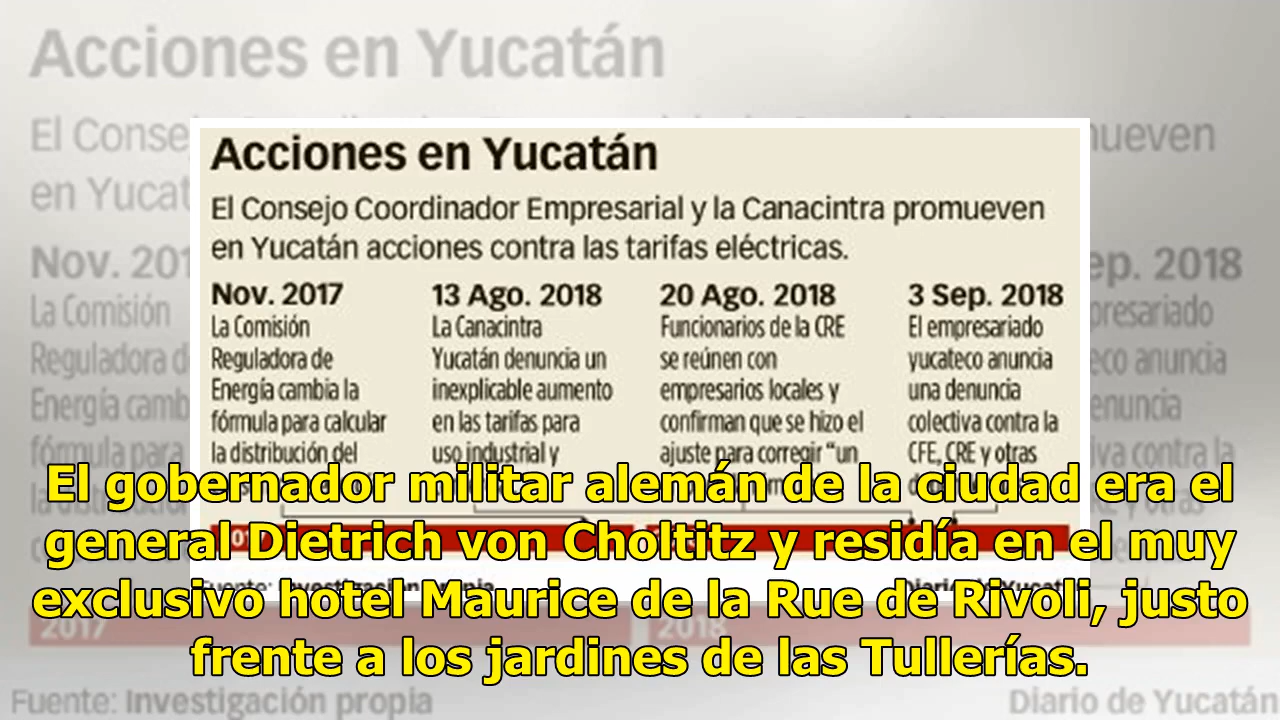 Acciones en Yucatán
El Consejo Coordinador Empresarial y la Canacintra promueven
en Yucatán acciones contra las tarifas eléctricas.
Nov. 2017
La Comisión
Reguladora de
Energía cambia la
fórmula para calcular
la distribución del
13 Ago. 2018
La Canacintra
Yucatán denuncia un
inexplicable aumento
en las tarifas para
uso industrial y
20 Ago. 2018
Funcionarios de la CRE
se reúnen con
empresarios locales y
confirman que se hizo el
ajuste para corregir “un
3 Sep. 2018
El empresariado
yucateco anuncia
una denuncia
colectiva contra la
CFE, CRE y otras
El gobernador militar alemán de la ciudad era el
general Dietrich von Choltitz y residía en el muy
exclusivo hotel Maurice de la Rue de Rivoli, justo
frente a los jardines de las Tullerías.
2017
2018
Fuente: Investigación propia
Diario de Yucatán